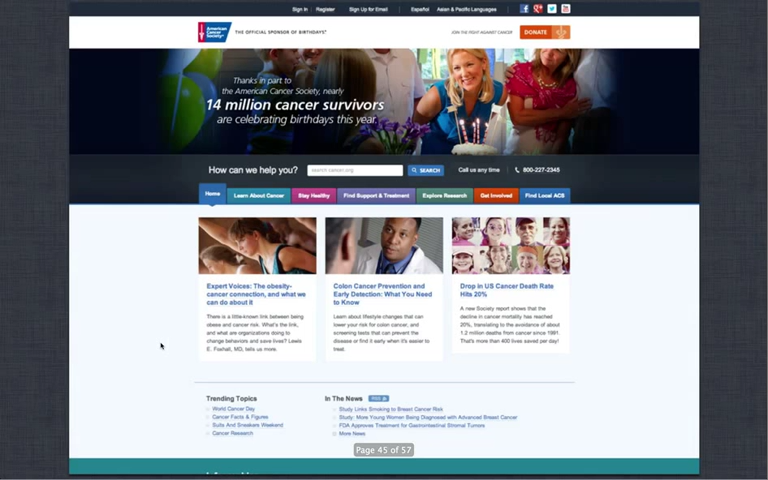 Sign In
Register
Sign Up for Email
Español
Asian & Pacific Languages
American
Cancer
Society
THE OFFICIAL SPONSOR OF BIRTHDAYS
JOIN THE FIGHT AGAINST CANCER
DONATE
Thanks in part to
the American Cancer Society, nearly
14 million cancer survivors
are celebrating birthdays this year.
How can we help you?
search cancer.org
SEARCH
Call us any time
800-227-2345
Home
Learn About Cancer
Stay Healthy
Find Support & Treatment
Explore Research
Get Involved
Find Local ACS
Expert Voices: The obesity-
cancer connection, and what we
can do about it
There is a little-known link between being
obese and cancer risk. What's the link,
and what are organizations doing to
change behaviors and save lives? Lewis
E. Foxhall, MD, tells us more.
Colon Cancer Prevention and
Early Detection: What You Need
to Know
Learn about lifestyle changes that can
lower your risk for colon cancer, and
screening tests that can prevent the
disease or find it early when it's easier to
treat.
Drop in US Cancer Death Rate
Hits 20%
A new Society report shows that the
decline in cancer mortality has reached
20%, translating to the avoidance of about
1.2 million deaths from cancer since 1991.
That's more than 400 lives saved per day!
Trending Topics
World Cancer Day
Cancer Facts & Figures
Suits And Sneakers Weekend
Cancer Research
In The News
RSS
Study Links Smoking to Breast Cancer Risk
Study: More Young Women Being Diagnosed with Advanced Breast Cancer
FDA Approves Treatment for Gastrointestinal Stromal Tumors
More News
Page 45 of 57